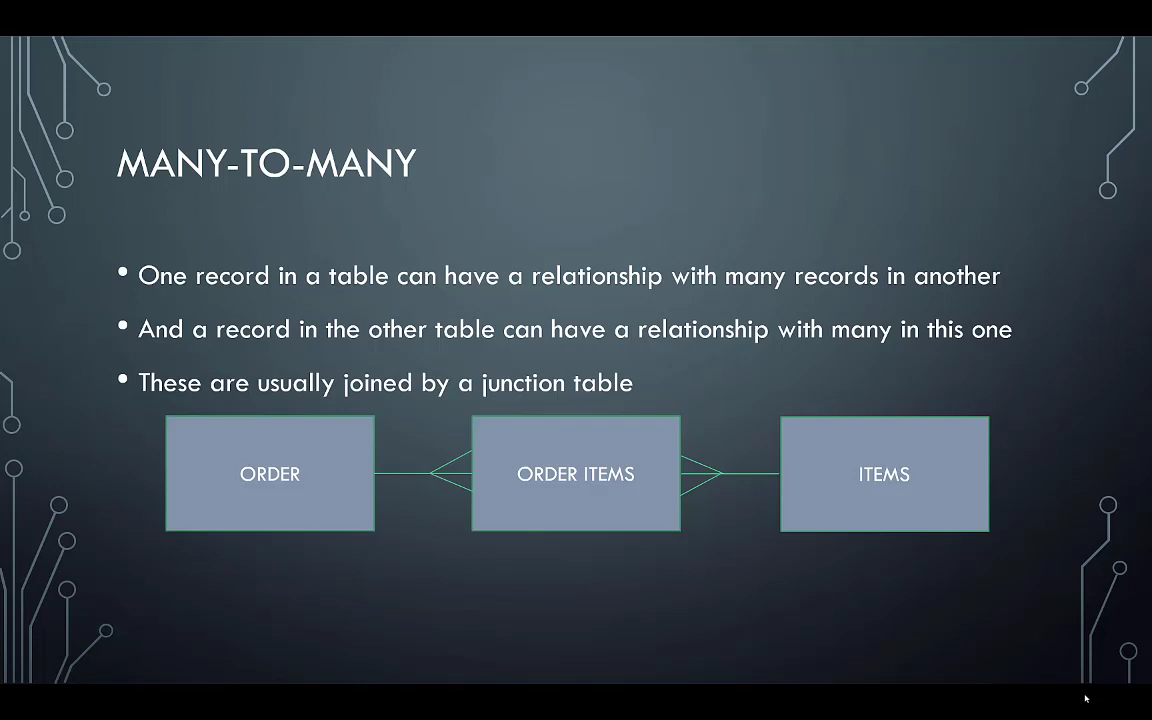 MANY-TO-MANY
• One record in a table can have a relationship with many records in another
• And a record in the other table can have a relationship with many in this one
• These are usually joined by a junction table
ORDER
ORDER ITEMS
ITEMS